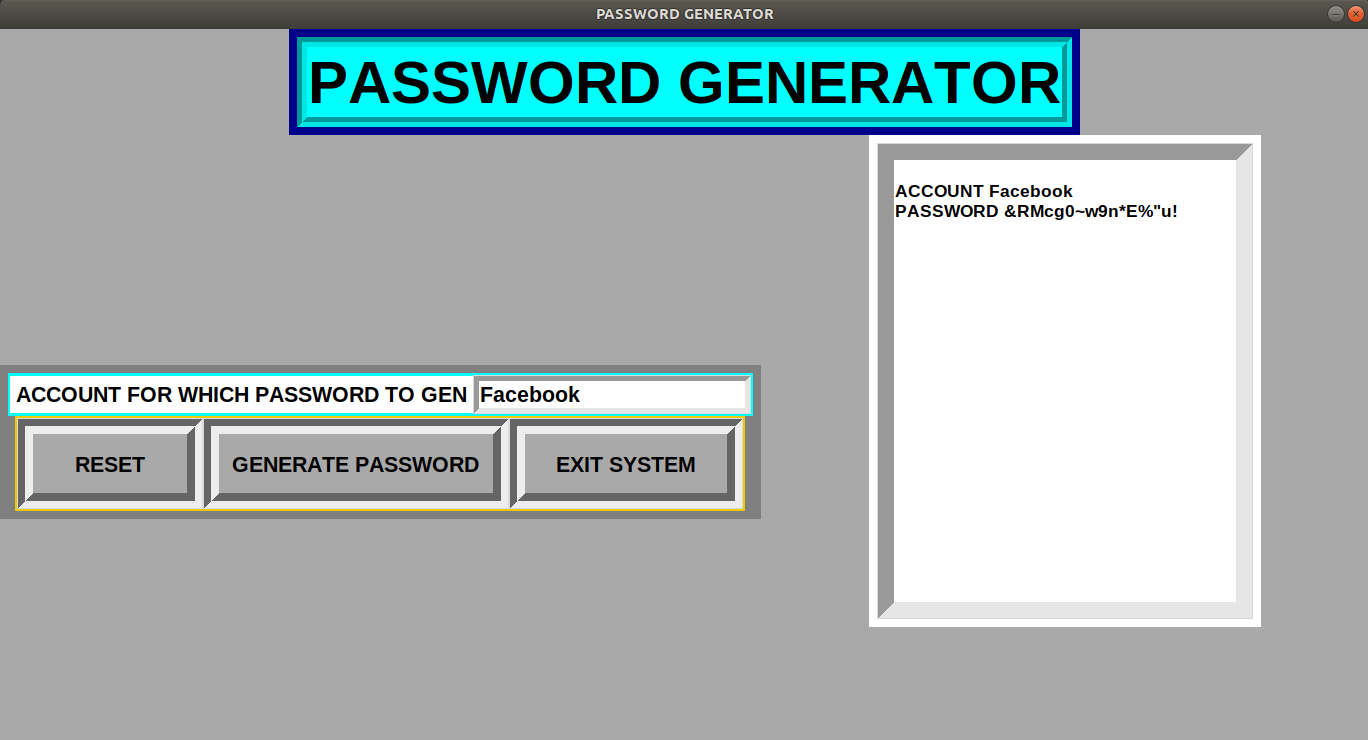 PASSWORD GENERATOR
PASSWORD GENERATOR
ACCOUNT Facebook
PASSWORD &RMcg0~w9n*E%"u!
ACCOUNT FOR WHICH PASSWORD TO GEN Facebook
RESET GENERATE PASSWORD EXIT SYSTEM